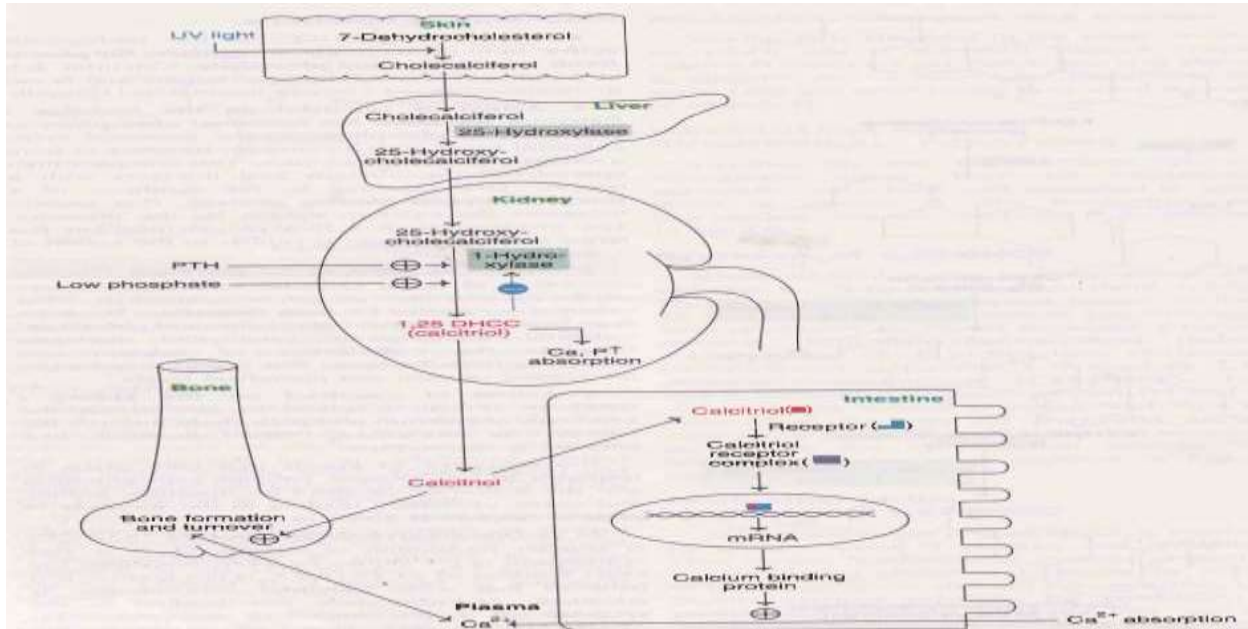 Skin
UV light
7-Dehydrocholesterol
Cholecalciferol
Liver
Cholecalciferol
25-Hydroxylase
25-Hydroxy-
cholecalciferol
Kidney
25-Hydroxy-
cholecalciferol
1-Hydro-
xylase
PTH
Low phosphate
1,25 DHCC
(calcitriol)
Ca, P↑
absorption
Bone
Intestine
Calcitriol( )
Receptor ( )
Calcitriol
receptor
complex( )
Calcitriol
Bone formation
and turnover
mRNA
Calcium binding
protein
Plasma
Ca²⁺
Ca²⁺ absorption